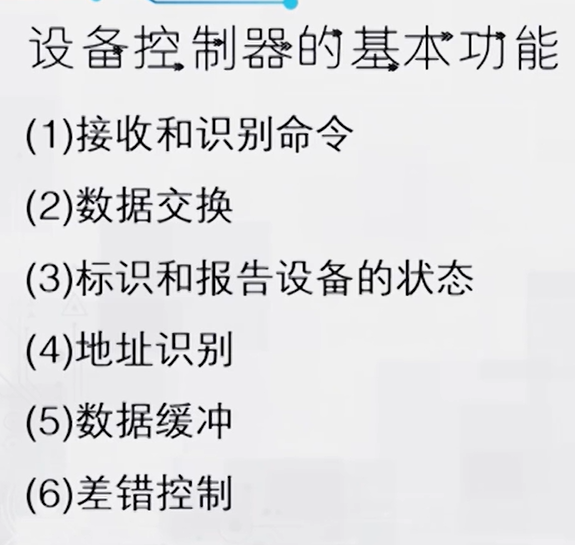 设备控制器的基本功能
(1)接收和识别命令
(2)数据交换
(3)标识和报告设备的状态
(4)地址识别
(5)数据缓冲
(6)差错控制